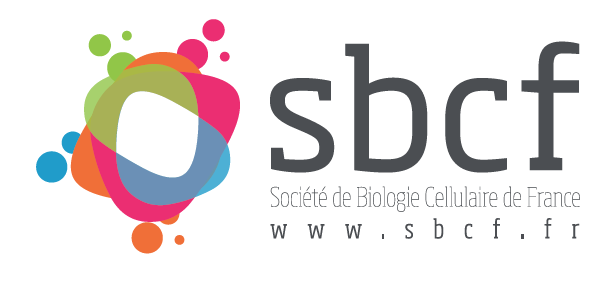 sbcf
Société de Biologie Cellulaire de France
www.sbcf.fr